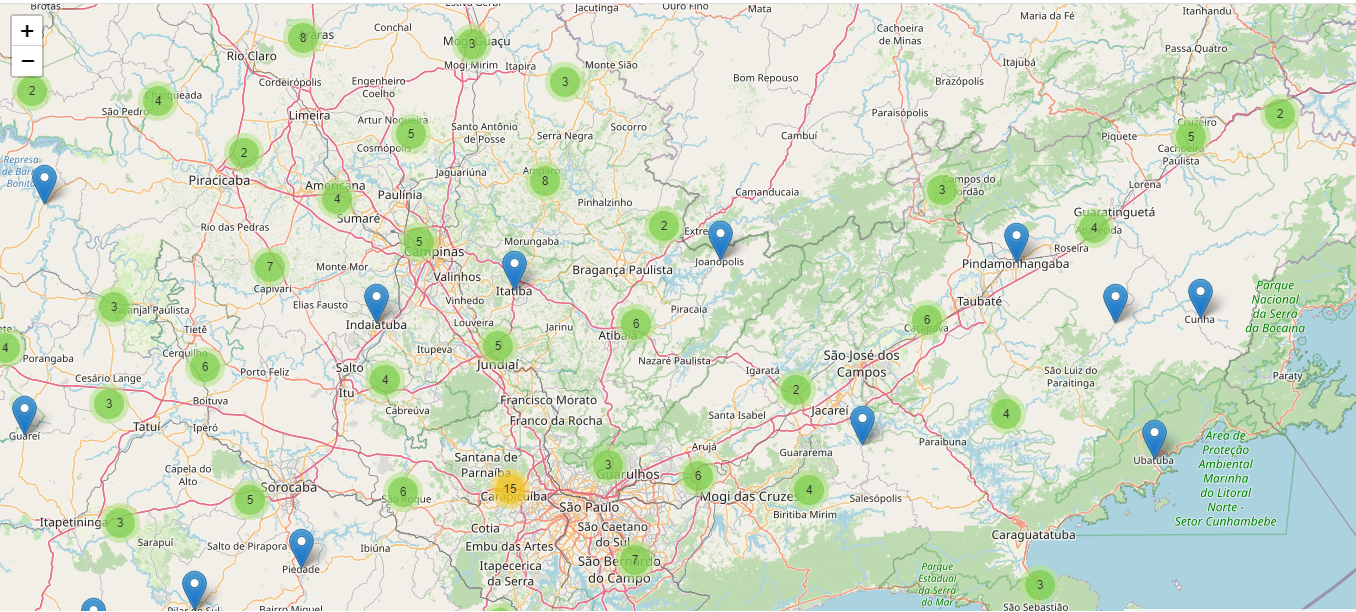 Brotas
Conchal
Jacutinga
Ouro Fino
Mata
Maria da Fé
Itanhandu
+
−
8
3
Rio Claro
Mogi Mirim
Itapira
Monte Sião
Cachoeira
de Minas
Passa Quatro
Itajubá
2
4
São Pedro
Cordeirópolis
Engenheiro
Coelho
3
Bom Repouso
Brazópolis
Limeira
Artur Nogueira
5
Cosmópolis
Santo Antônio
de Posse
Serra Negra
Socorro
Cambuí
Paraisópolis
Piquete
Cruzeiro
5
2
Cachoeira
Paulista
2
Piracicaba
Americana
4
Sumaré
Paulínia
Jaguariúna
Amparo
8
Pinhalzinho
Camanducaia
3
Campos do
Jordão
Lorena
Represa
de Barra
Bonita
Rio das Pedras
5
Campinas
Morungaba
2
Joanópolis
Guaratinguetá
4
Aparecida
Roseira
Pindamonhangaba
7
Capivari
Monte Mor
Valinhos
Itatiba
Bragança Paulista
Taubaté
Parque
Nacional
da Serra
da Bocaina
3
Laranjal Paulista
Elias Fausto
Vinhedo
Indaiatuba
Louveira
Jarinu
Piracaia
6
Atibaia
6
Caçapava
Cunha
Tietê
4
Porangaba
Cerquilho
6
Itupeva
5
Jundiaí
Nazaré Paulista
São José dos
Campos
Igaratá
São Luiz do
Paraitinga
Paraty
Cesário Lange
Porto Feliz
Salto
Itu
4
Cabreúva
2
Jacareí
3
Boituva
Francisco Morato
Franco da Rocha
Santa Isabel
4
Guareí
Tatuí
Iperó
Paraibuna
Ubatuba
Área de
Proteção
Ambiental
Marinha
do Litoral
Norte -
Setor Cunhambebe
Capela do
Alto
Sorocaba
Santana de
Parnaíba
3
Guarulhos
Arujá
6
Guararema
5
6
São Roque
15
Carapicuíba
São Paulo
Mogi das Cruzes
4
Salesópolis
Biritiba Mirim
Itapetininga
3
Sarapuí
Cotia
São Caetano
do Sul
Caraguatatuba
Salto de Pirapora
Ibiúna
Embu das Artes
Piedade
Itapecerica
da Serra
7
São Bernardo
do Campo
Parque
Estadual
da Serra
do Mar
3
São Sebastião
Pilar do Sul
Bairro Miguel